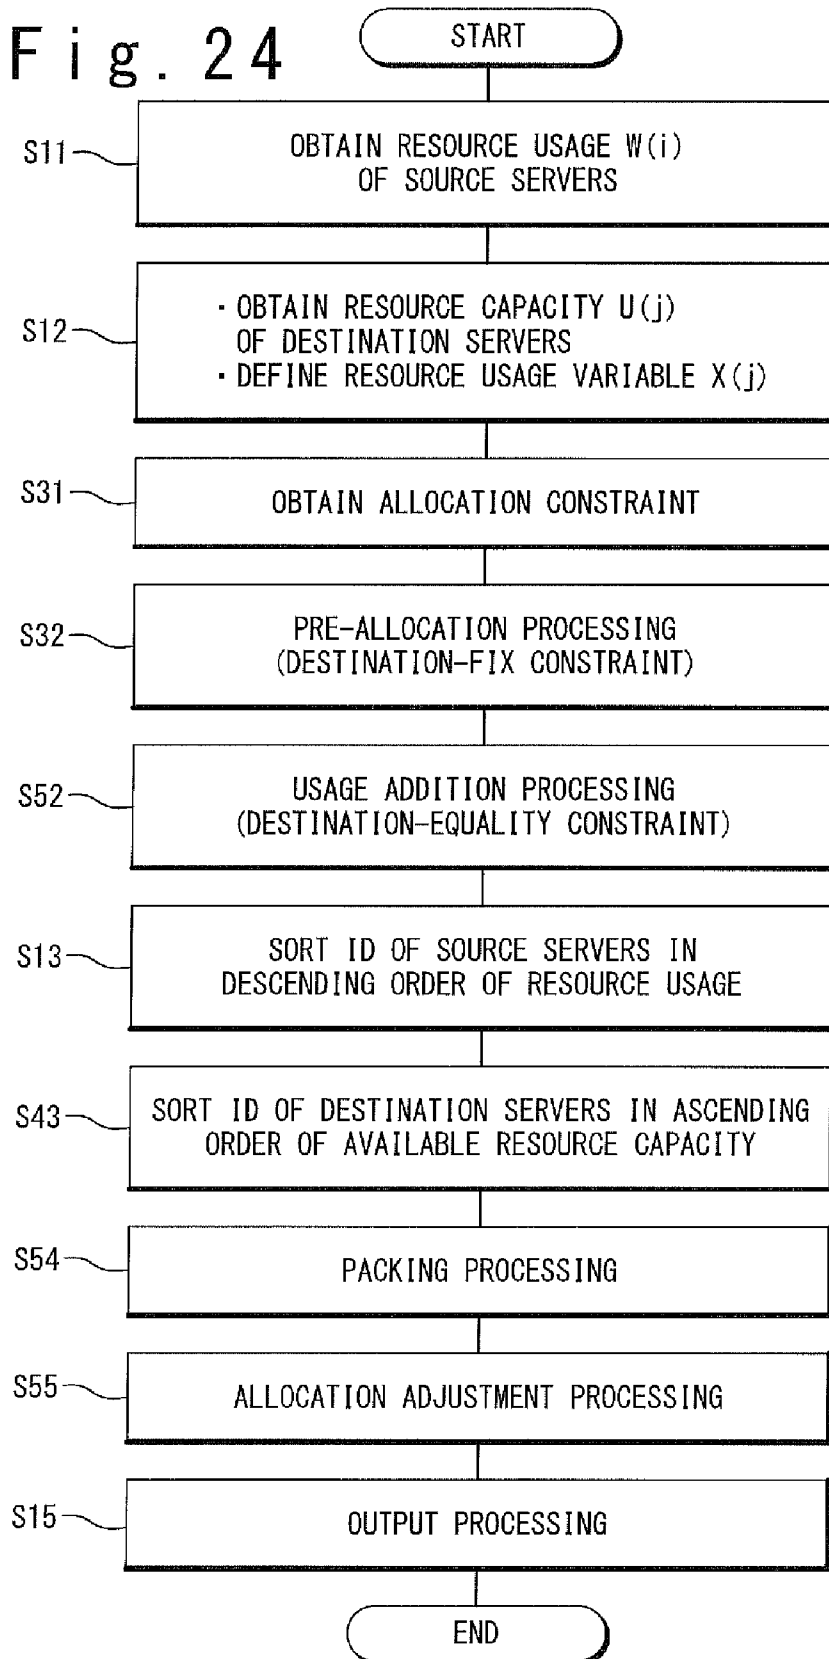 Fig. 24
START
S11
OBTAIN RESOURCE USAGE W(i)
OF SOURCE SERVERS
S12
・OBTAIN RESOURCE CAPACITY U(j)
OF DESTINATION SERVERS
・DEFINE RESOURCE USAGE VARIABLE X(j)
S31
OBTAIN ALLOCATION CONSTRAINT
S32
PRE-ALLOCATION PROCESSING
(DESTINATION-FIX CONSTRAINT)
S52
USAGE ADDITION PROCESSING
(DESTINATION-EQUALITY CONSTRAINT)
S13
SORT ID OF SOURCE SERVERS IN
DESCENDING ORDER OF RESOURCE USAGE
S43
SORT ID OF DESTINATION SERVERS IN ASCENDING
ORDER OF AVAILABLE RESOURCE CAPACITY
S54
PACKING PROCESSING
S55
ALLOCATION ADJUSTMENT PROCESSING
S15
OUTPUT PROCESSING
END